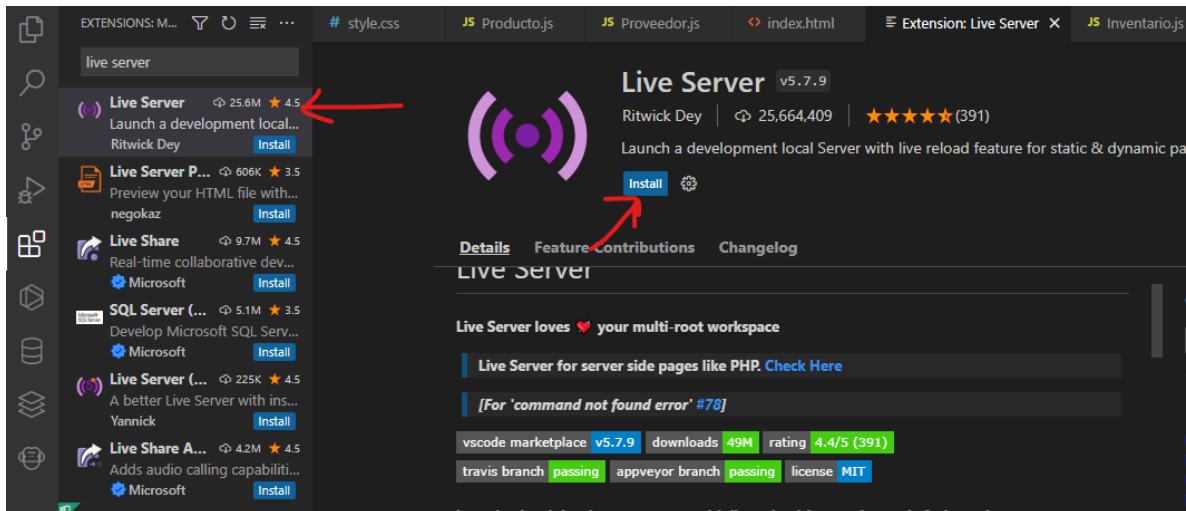 EXTENSIONS: M...
style.css
JS Producto.js
JS Proveedor.js
index.html
Extension: Live Server
JS Inventario.js
live server
Live Server 25.6M 4.5
Launch a development local...
Ritwick Dey Install
Live Server P... 606K 3.5
Preview your HTML file with...
negokaz Install
Live Share 9.7M 4.5
Real-time collaborative dev...
Microsoft Install
SQL Server (... 5.1M 3.5
Develop Microsoft SQL Serv...
Microsoft Install
Live Server (... 225K 4.5
A better Live Server with ins...
Yannick Install
Live Share A... 4.2M 4.5
Adds audio calling capabiliti...
Microsoft Install
Live Server v5.7.9
Ritwick Dey 25,664,409 (391)
Launch a development local Server with live reload feature for static & dynamic pa
Install
Details Feature Contributions Changelog
Live Server
Live Server loves your multi-root workspace
Live Server for server side pages like PHP. Check Here
[For 'command not found error' #78]
vscode marketplace v5.7.9 downloads 49M rating 4.4/5 (391)
travis branch passing appveyor branch passing license MIT